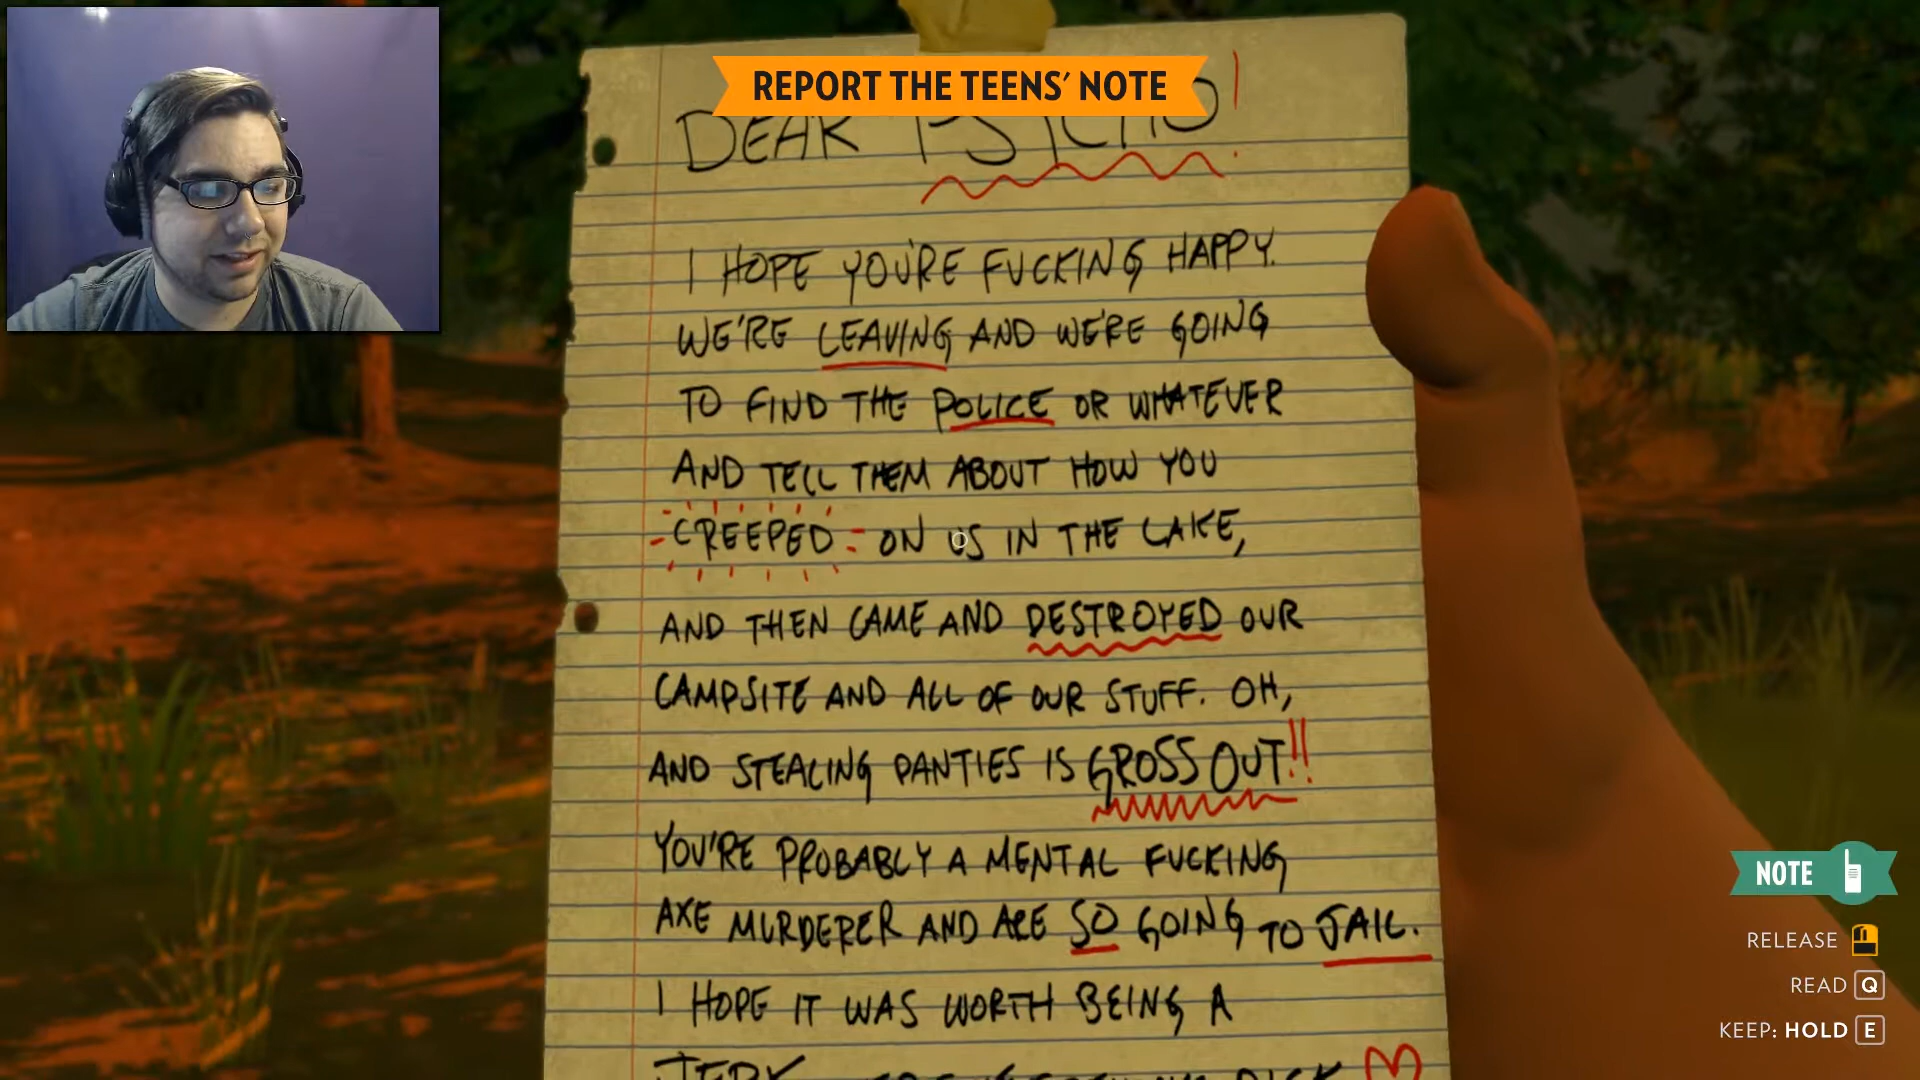 REPORT THE TEENS' NOTE
DEAR PSYCHO!
I HOPE YOU'RE FUCKING HAPPY.
WE'RE LEAVING AND WE'RE GOING
TO FIND THE POLICE OR WHATEVER
AND TELL THEM ABOUT HOW YOU
CREEPED ON US IN THE LAKE,
AND THEN CAME AND DESTROYED OUR
CAMPSITE AND ALL OF OUR STUFF. OH,
AND STEALING PANTIES IS GROSS OUT!!
YOU'RE PROBABLY A MENTAL FUCKING
AXE MURDERER AND ARE SO GOING TO JAIL.
I HOPE IT WAS WORTH BEING A
JERK
NOTE
RELEASE
READ Q
KEEP: HOLD E